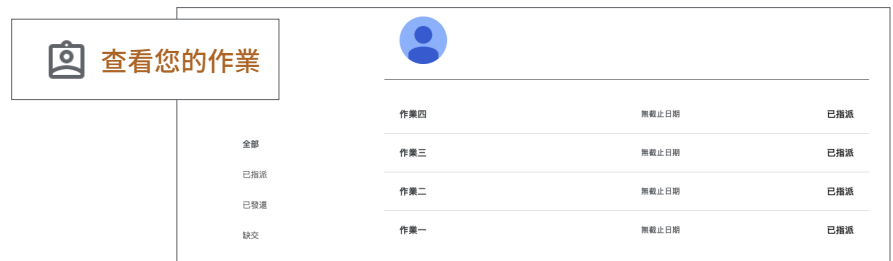 查看您的作業
全部
已指派
已發還
缺交
作業四 無截止日期 已指派
作業三 無截止日期 已指派
作業二 無截止日期 已指派
作業一 無截止日期 已指派